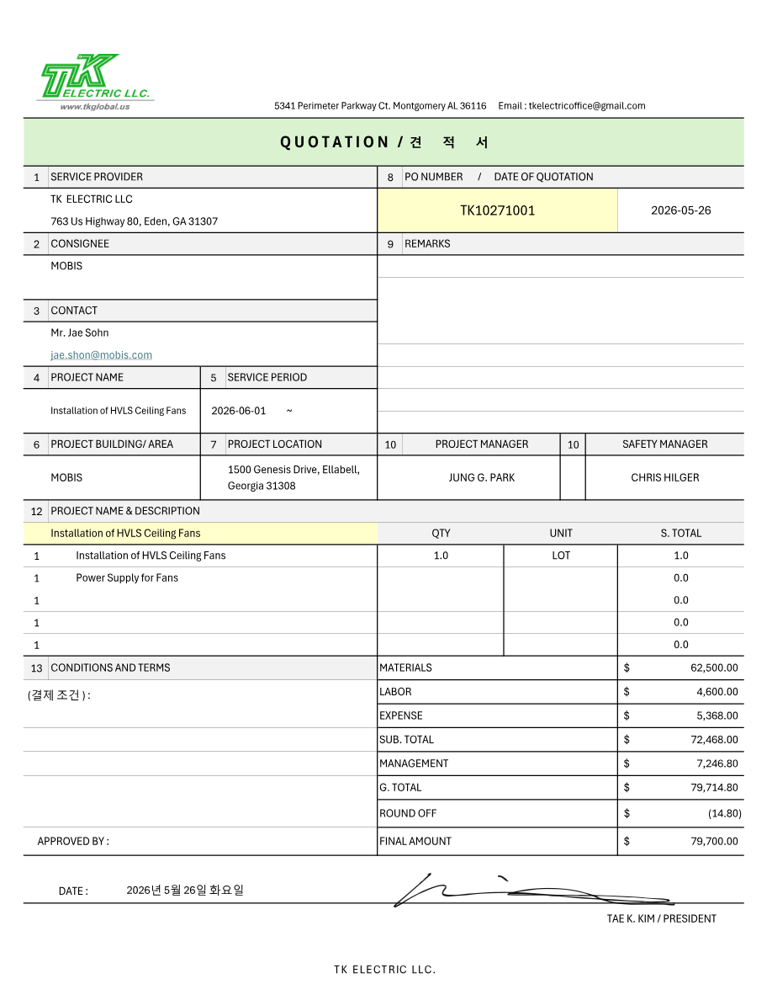 TK
ELECTRIC LLC.
www.tkglobal.us
5341 Perimeter Parkway Ct. Montgomery AL 36116 Email : tkelectricoffice@gmail.com
QUOTATION / 견 적 서
1 SERVICE PROVIDER
8 PO NUMBER / DATE OF QUOTATION
TK ELECTRIC LLC
763 Us Highway 80, Eden, GA 31307
TK10271001 2026-05-26
2 CONSIGNEE
9 REMARKS
MOBIS
3 CONTACT
Mr. Jae Sohn
jae.shon@mobis.com
4 PROJECT NAME 5 SERVICE PERIOD
Installation of HVLS Ceiling Fans 2026-06-01 ~
6 PROJECT BUILDING/ AREA 7 PROJECT LOCATION 10 PROJECT MANAGER 10 SAFETY MANAGER
MOBIS
1500 Genesis Drive, Ellabell,
Georgia 31308
JUNG G. PARK CHRIS HILGER
12 PROJECT NAME & DESCRIPTION
Installation of HVLS Ceiling Fans QTY UNIT S. TOTAL
1 Installation of HVLS Ceiling Fans 1.0 LOT 1.0
1 Power Supply for Fans 0.0
1 0.0
1 0.0
1 0.0
13 CONDITIONS AND TERMS
(결제 조건 ) :
MATERIALS $ 62,500.00
LABOR $ 4,600.00
EXPENSE $ 5,368.00
SUB. TOTAL $ 72,468.00
MANAGEMENT $ 7,246.80
G. TOTAL $ 79,714.80
ROUND OFF $ (14.80)
APPROVED BY : FINAL AMOUNT $ 79,700.00
DATE : 2026년 5월 26일 화요일
TAE K. KIM / PRESIDENT
TK ELECTRIC LLC.